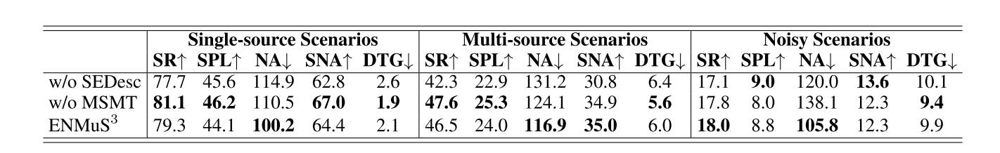 Single-source Scenarios Multi-source Scenarios Noisy Scenarios
SR↑ SPL↑ NA↓ SNA↑ DTG↓ SR↑ SPL↑ NA↓ SNA↑ DTG↓ SR↑ SPL↑ NA↓ SNA↑ DTG↓
w/o SEDesc 77.7 45.6 114.9 62.8 2.6 42.3 22.9 131.2 30.8 6.4 17.1 9.0 120.0 13.6 10.1
w/o MSMT 81.1 46.2 110.5 67.0 1.9 47.6 25.3 124.1 34.9 5.6 17.8 8.0 138.1 12.3 9.4
ENMuS³ 79.3 44.1 100.2 64.4 2.1 46.5 24.0 116.9 35.0 6.0 18.0 8.8 105.8 12.3 9.9